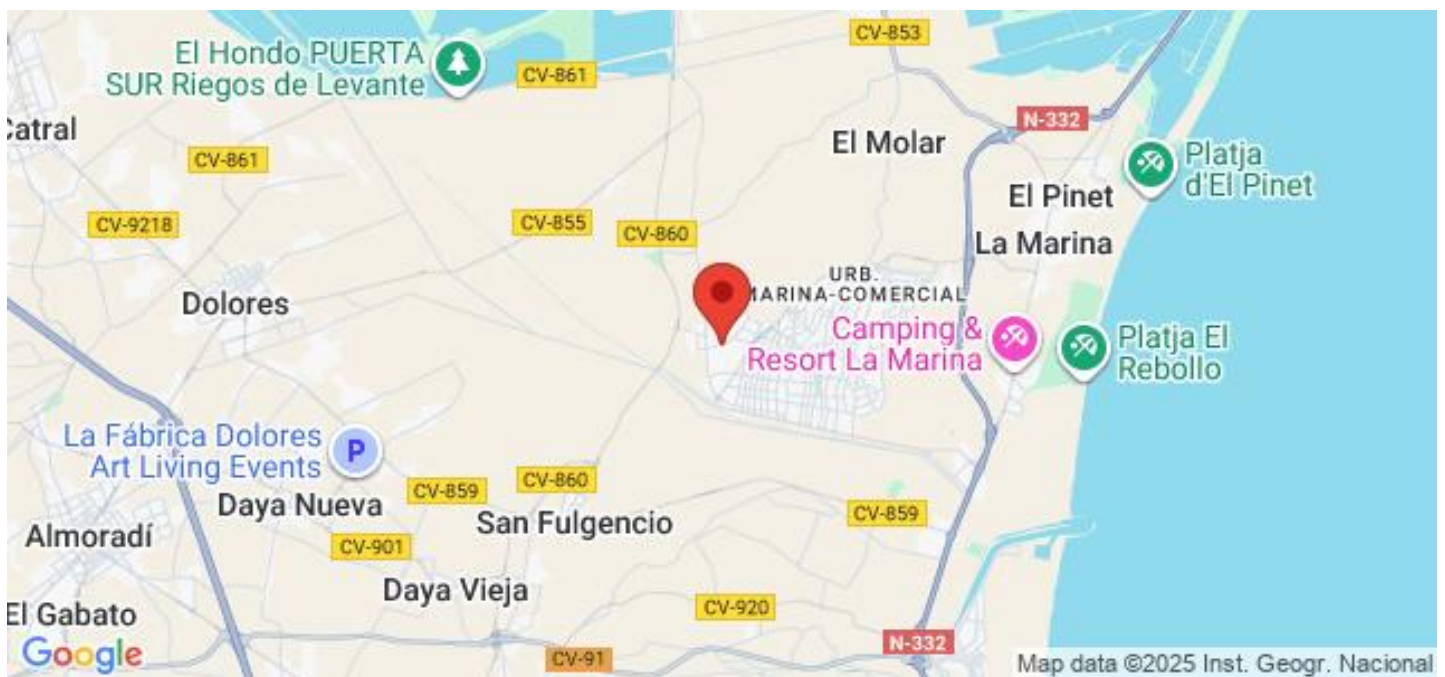 CV-853
El Hondo PUERTA
SUR Riegos de Levante
CV-861
N-332
Catral
El Molar
CV-861
Platja
d'El Pinet
El Pinet
CV-9218
CV-855
CV-860
La Marina
URB.
MARINA-COMERCIAL
Dolores
Camping &
Resort La Marina
Platja El
Rebollo
La Fábrica Dolores
Art Living Events
P
CV-859
CV-860
Daya Nueva
San Fulgencio
CV-859
Almoradí
CV-901
Daya Vieja
CV-920
El Gabato
N-332
Google
CV-91
Map data ©2025 Inst. Geogr. Nacional